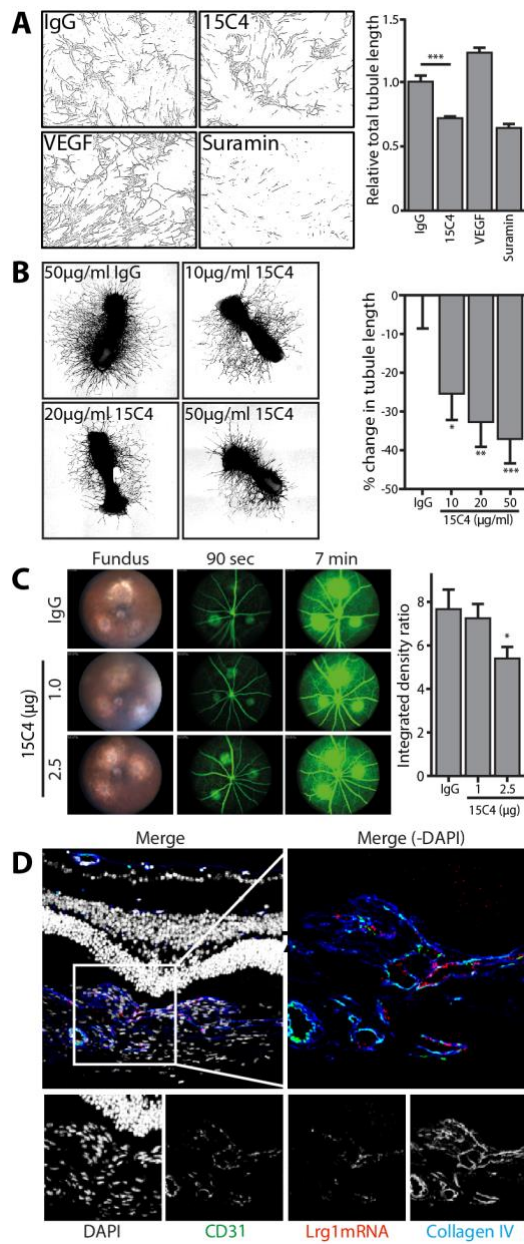 A
IgG
15C4
VEGF
Suramin
Relative total tubule length
1.5
1.0
0.5
0
***
IgG
15C4
VEGF
Suramin
B
50μg/ml IgG
10μg/ml 15C4
20μg/ml 15C4
50μg/ml 15C4
% change in tubule length
0
-10
-20
-30
-40
-50
*
**
***
IgG
10
20
50
15C4 (μg/ml)
C
Fundus
90 sec
7 min
IgG
1.0
2.5
15C4 (μg)
Integrated density ratio
8
6
4
2
0
*
IgG
1
2.5
15C4 (μg)
D
Merge
Merge (-DAPI)
DAPI
CD31
Lrg1mRNA
Collagen IV